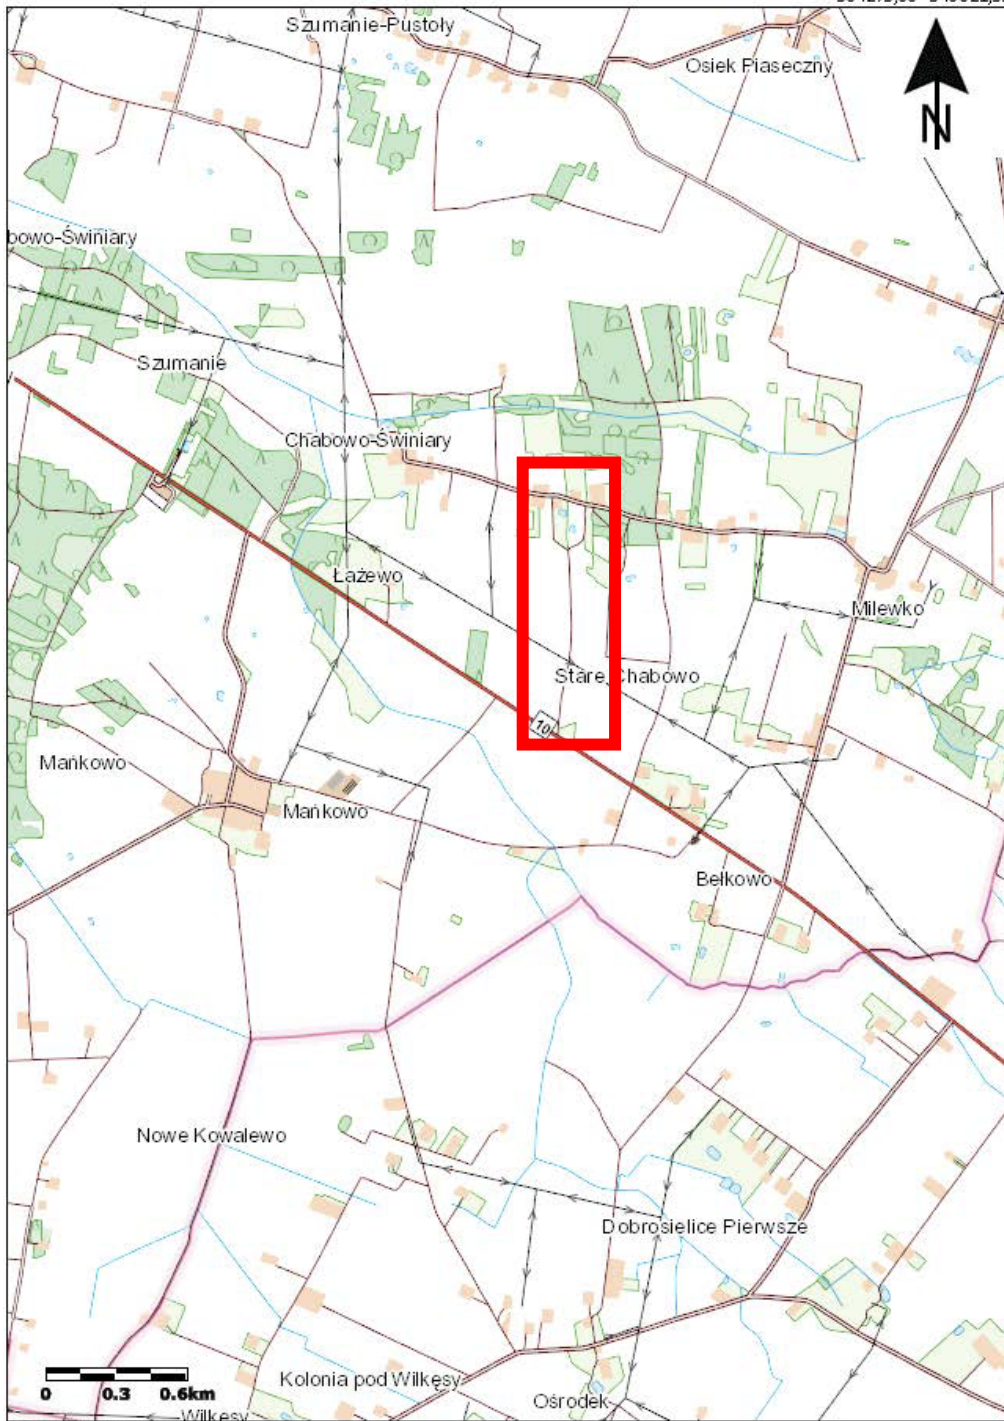 Szumanie-Pustoły
Osiek Piaseczny
N
bowo-Świniary
Szumanie
Chabowo-Świniary
Łażewo
Milewko
Stare Chabowo
10
Mańkowo
Mańkowo
Bełkowo
Nowe Kowalewo
Dobrosielice Pierwsze
Kolonia pod Wilkęsy
Ośrodek
0 0.3 0.6km
Wilkęsy